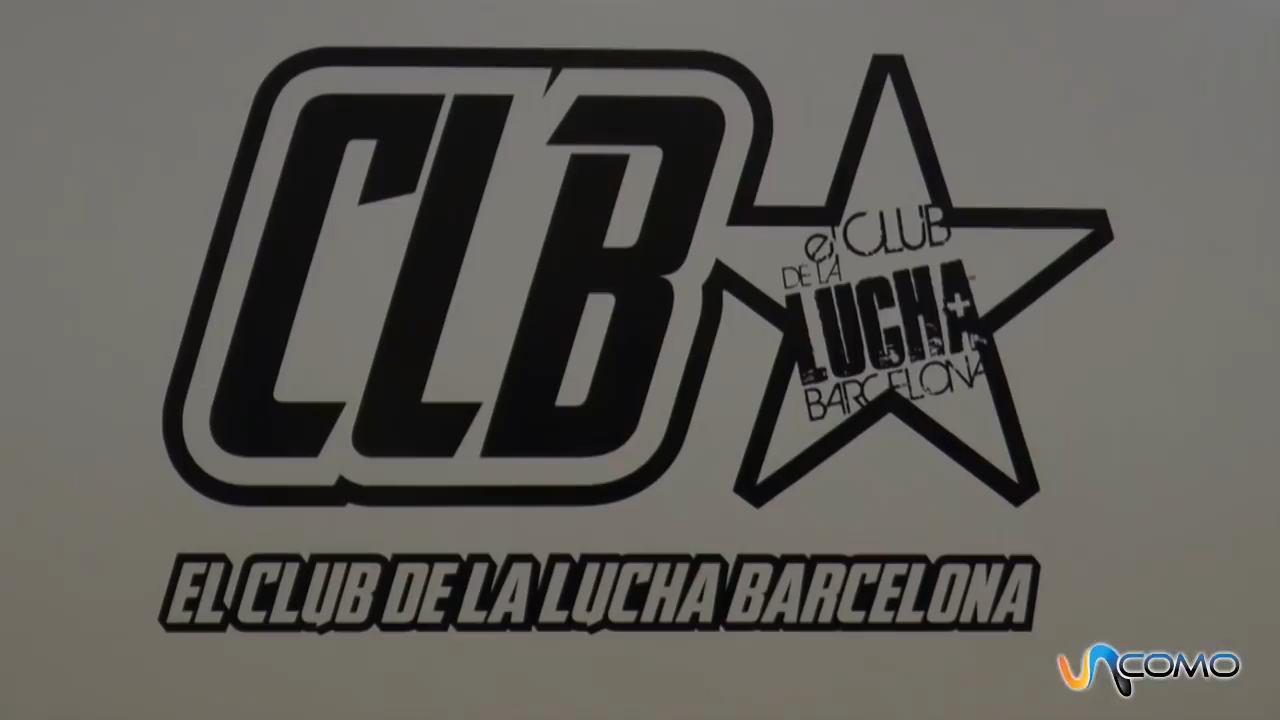 CLB
el CLUB
DE LA
LUCHA
BARCELONA
EL CLUB DE LA LUCHA BARCELONA
UNCOMO